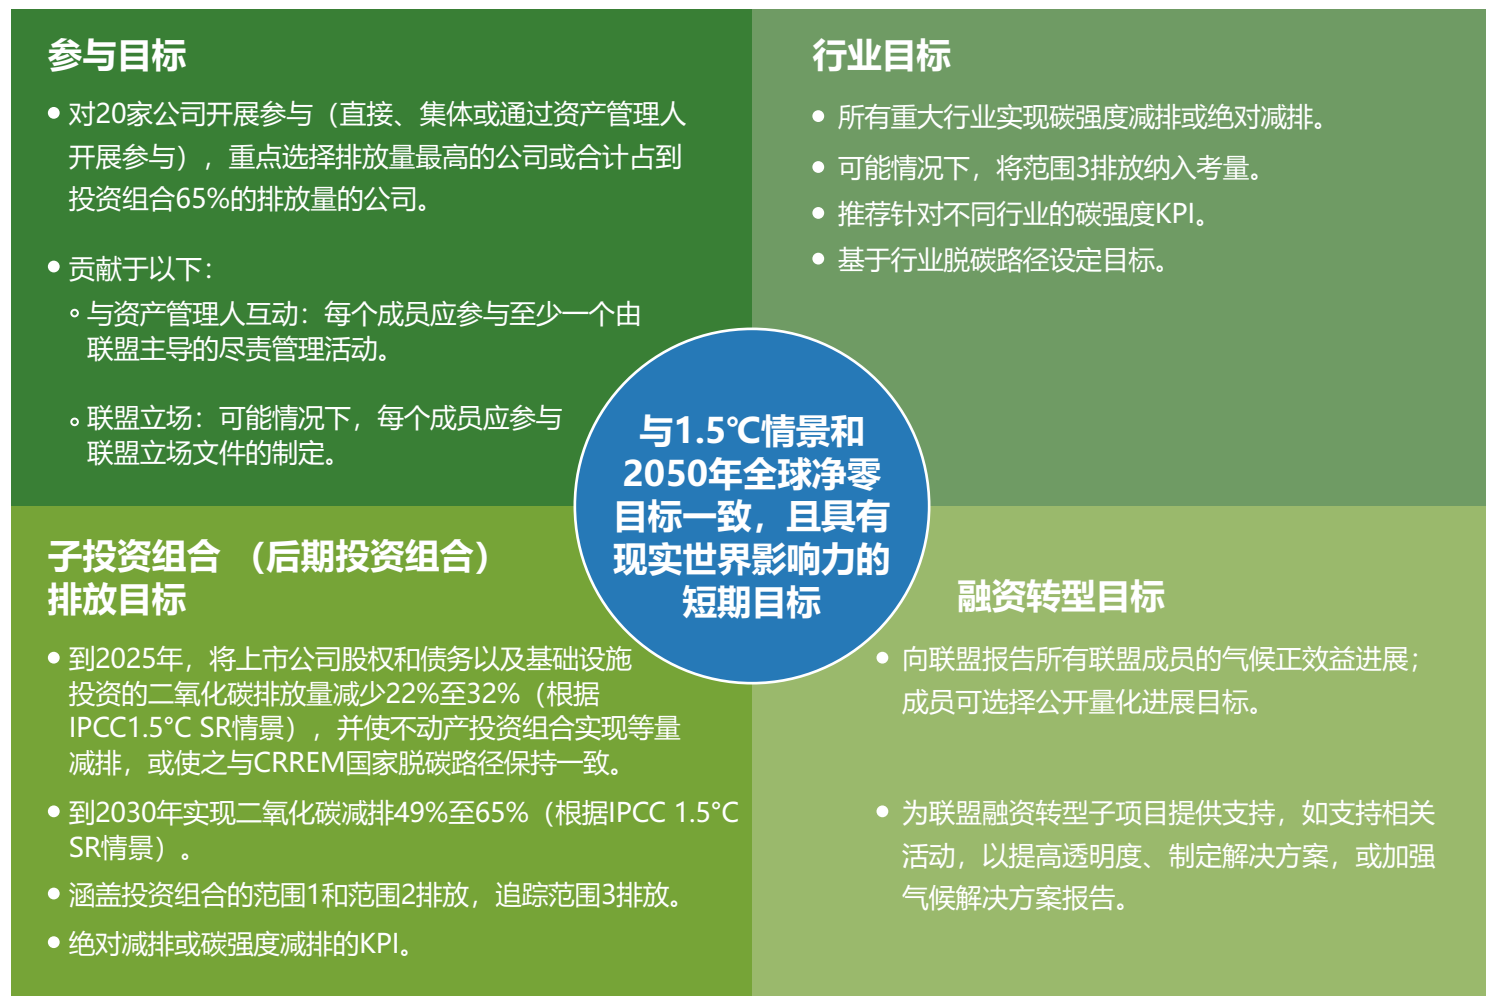 参与目标
对20家公司开展参与（直接、集体或通过资产管理人
开展参与），重点选择排放量最高的公司或合计占到
投资组合65%的排放量的公司。
贡献于以下：
与资产管理人互动：每个成员应参与至少一个由
联盟主导的尽责管理活动。
联盟立场：可能情况下，每个成员应参与
联盟立场文件的制定。
行业目标
所有重大行业实现碳强度减排或绝对减排。
可能情况下，将范围3排放纳入考量。
推荐针对不同行业的碳强度KPI。
基于行业脱碳路径设定目标。
与1.5℃情景和
2050年全球净零
目标一致，且具有
现实世界影响力的
短期目标
子投资组合 （后期投资组合）
排放目标
到2025年，将上市公司股权和债务以及基础设施
投资的二氧化碳排放量减少22%至32%（根据
IPCC1.5°C SR情景），并使不动产投资组合实现等量
减排，或使之与CRREM国家脱碳路径保持一致。
到2030年实现二氧化碳减排49%至65%（根据IPCC 1.5°C
SR情景）。
涵盖投资组合的范围1和范围2排放，追踪范围3排放。
绝对减排或碳强度减排的KPI。
融资转型目标
向联盟报告所有联盟成员的气候正效益进展；
成员可选择公开量化进展目标。
为联盟融资转型子项目提供支持，如支持相关
活动，以提高透明度、制定解决方案，或加强
气候解决方案报告。